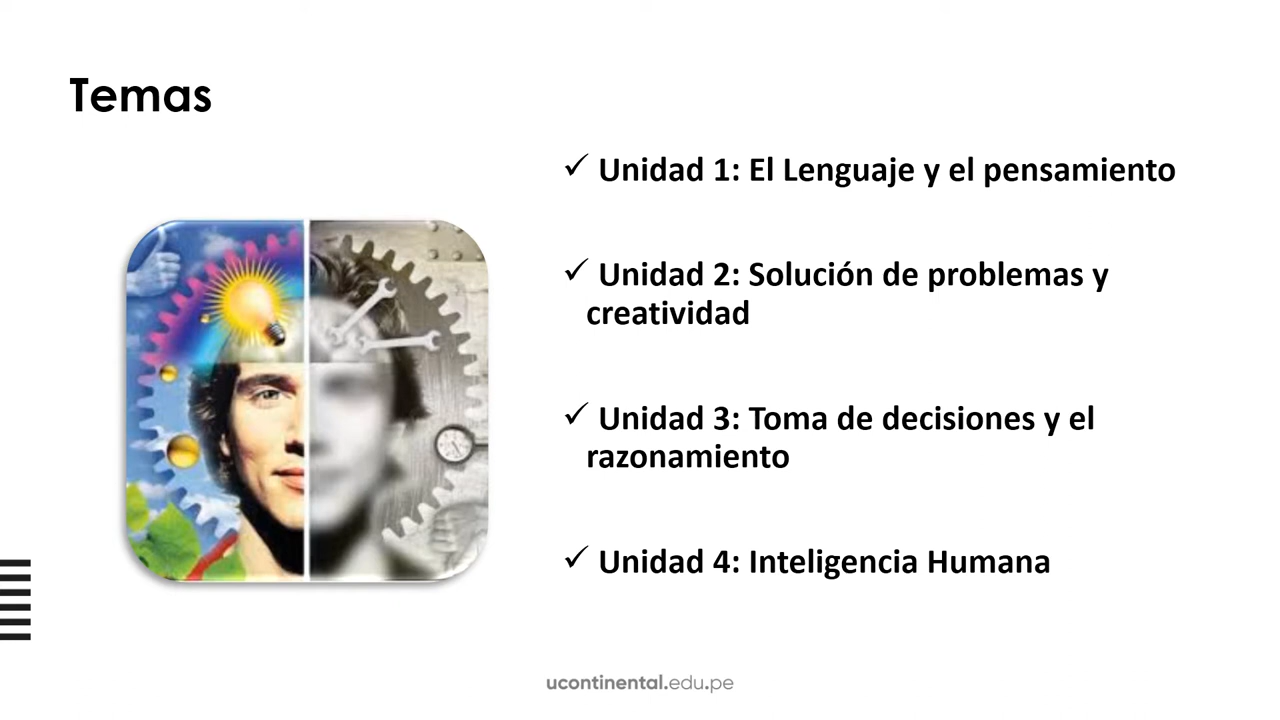 Temas
✓ Unidad 1: El Lenguaje y el pensamiento
✓ Unidad 2: Solución de problemas y
creatividad
✓ Unidad 3: Toma de decisiones y el
razonamiento
✓ Unidad 4: Inteligencia Humana
ucontinental.edu.pe